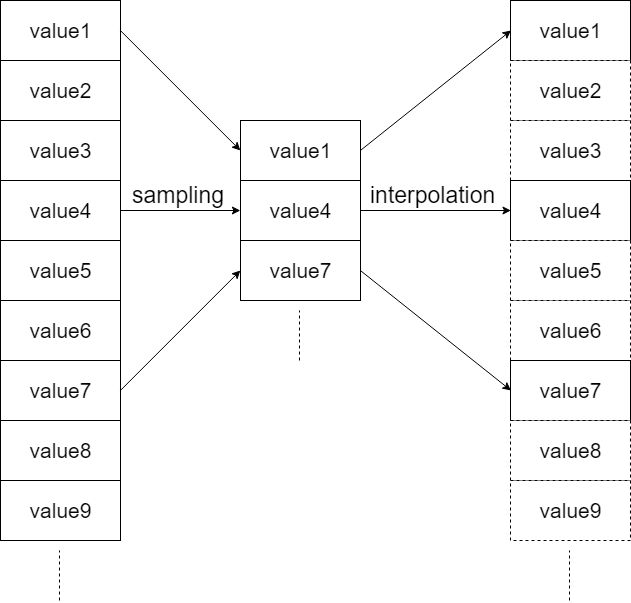 value1
value2
value3
value4
value5
value6
value7
value8
value9
sampling
value1
value4
value7
interpolation
value1
value2
value3
value4
value5
value6
value7
value8
value9